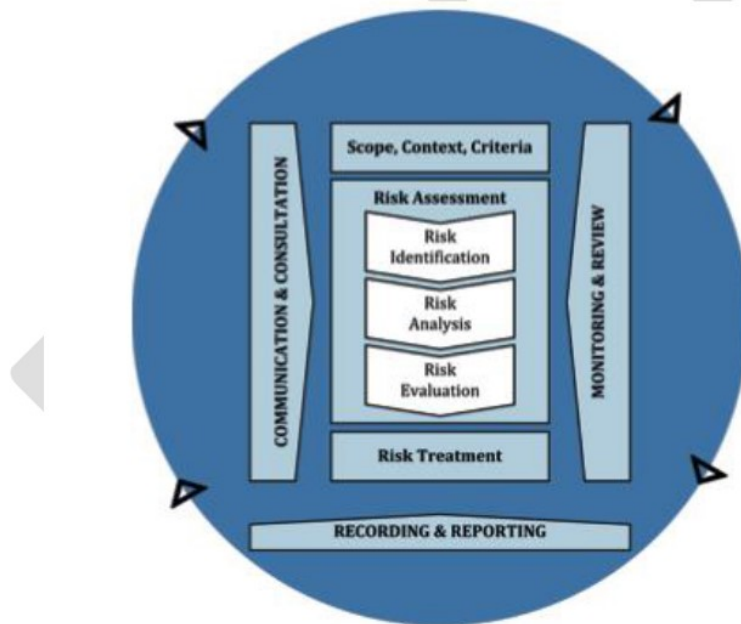 Scope, Context, Criteria
Risk Assessment
Risk
Identification
Risk
Analysis
Risk
Evaluation
Risk Treatment
COMMUNICATION & CONSULTATION
MONITORING & REVIEW
RECORDING & REPORTING